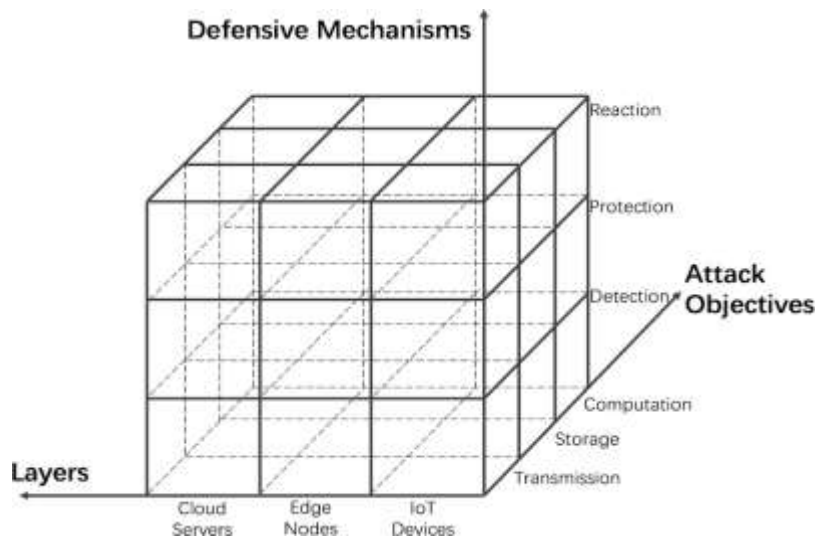 Defensive Mechanisms
Reaction
Protection
Attack
Objectives
Detection
Computation
Storage
Transmission
Layers
Cloud
Servers
Edge
Nodes
IoT
Devices